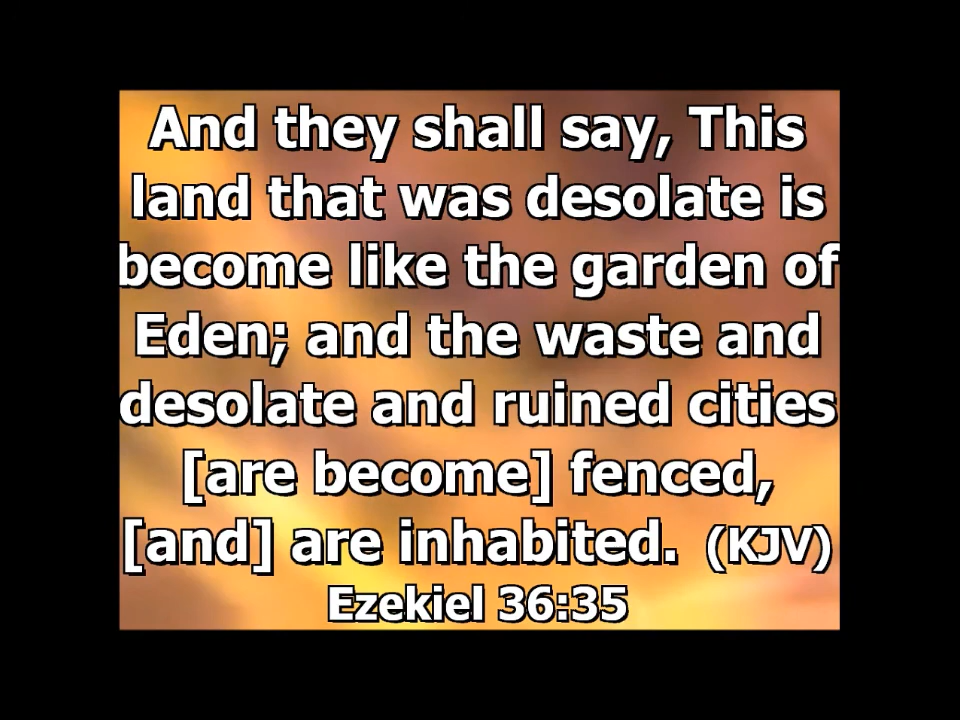 And they shall say, This
land that was desolate is
become like the garden of
Eden; and the waste and
desolate and ruined cities
[are become] fenced,
[and] are inhabited. (KJV)
Ezekiel 36:35